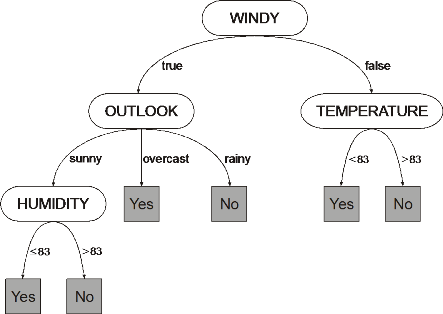 WINDY
true
false
OUTLOOK
TEMPERATURE
sunny
overcast
rainy
<83
>83
HUMIDITY
Yes
No
Yes
No
<83
>83
Yes
No